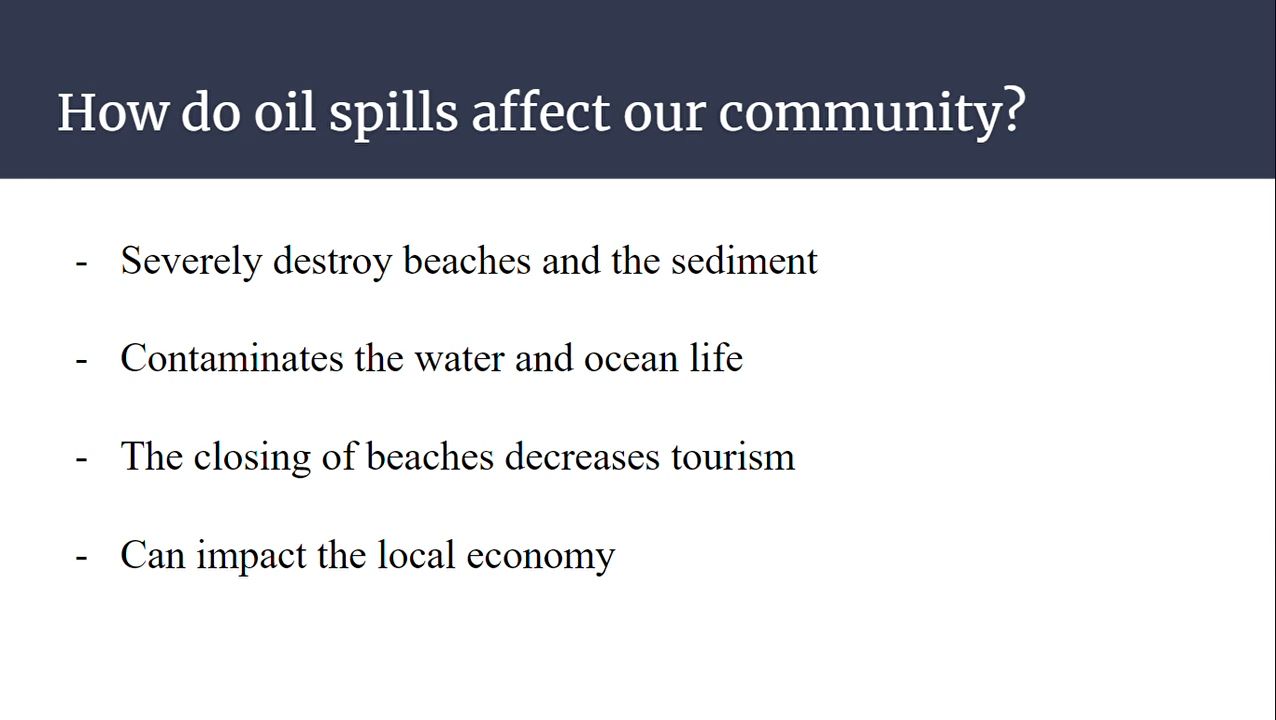 How do oil spills affect our community?
- Severely destroy beaches and the sediment
- Contaminates the water and ocean life
- The closing of beaches decreases tourism
- Can impact the local economy